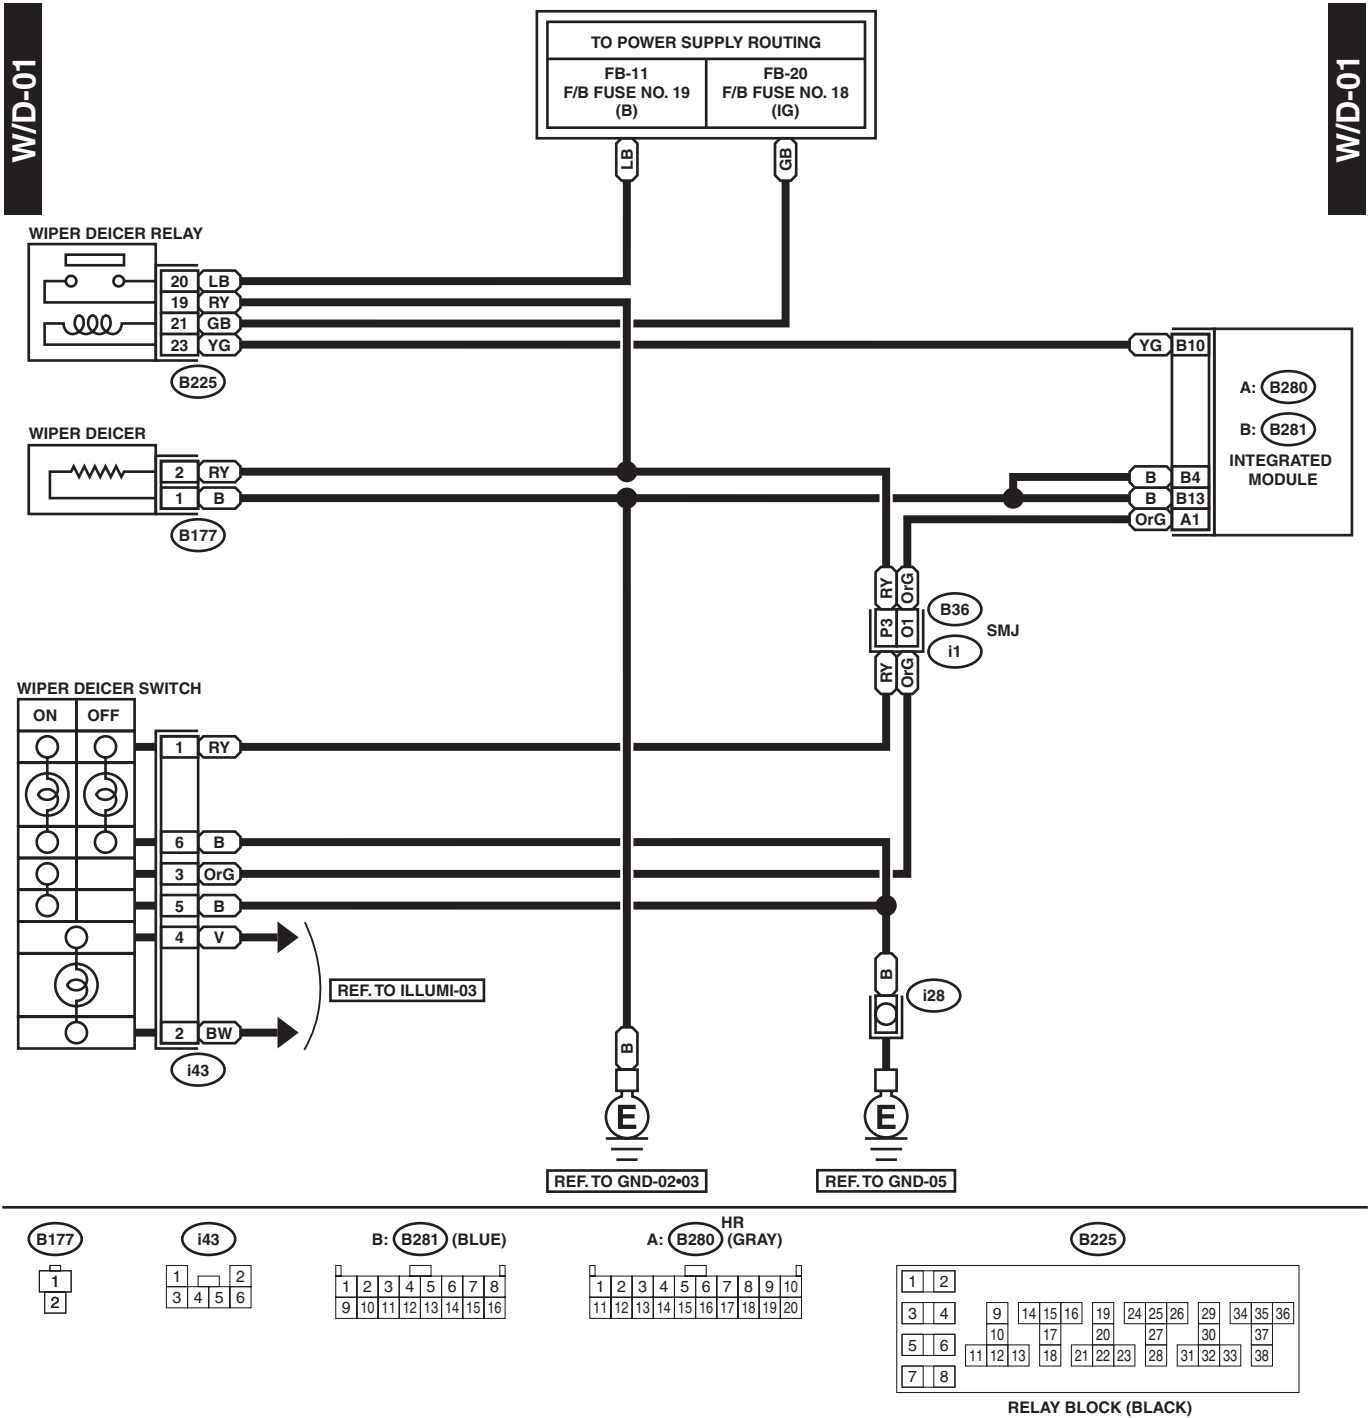 W/D-01
W/D-01
TO POWER SUPPLY ROUTING
FB-11
F/B FUSE NO. 19
(B)
FB-20
F/B FUSE NO. 18
(IG)
LB
GB
WIPER DEICER RELAY
20 LB
19 RY
21 GB
23 YG
B225
YG B10
A: B280
B: B281
INTEGRATED
MODULE
B B4
B B13
OrG A1
WIPER DEICER
2 RY
1 B
B177
RY OrG
P3 O1
B36
SMJ
i1
RY OrG
WIPER DEICER SWITCH
ON OFF
1 RY
6 B
3 OrG
5 B
4 V
2 BW
i43
REF. TO ILLUMI-03
B
i28
B
E
E
REF. TO GND-02•03
REF. TO GND-05
B177
1
2
i43
1 2
3 4 5 6
B: B281 (BLUE)
1 2 3 4 5 6 7 8
9 10 11 12 13 14 15 16
HR
A: B280 (GRAY)
1 2 3 4 5 6 7 8 9 10
11 12 13 14 15 16 17 18 19 20
B225
1 2
3 4 9 14 15 16 19 24 25 26 29 34 35 36
10 17 20 27 30 37
5 6
11 12 13 18 21 22 23 28 31 32 33 38
7 8
RELAY BLOCK (BLACK)